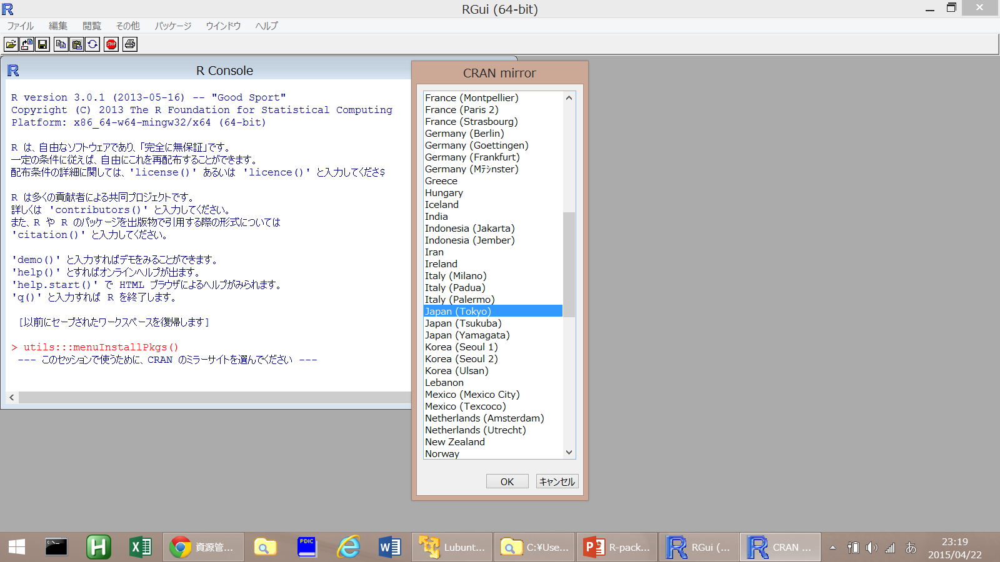 RGui (64-bit)
ファイル 編集 閲覧 その他 パッケージ ウインドウ ヘルプ
STOP
R Console
R version 3.0.1 (2013-05-16) -- "Good Sport"
Copyright (C) 2013 The R Foundation for Statistical Computing
Platform: x86_64-w64-mingw32/x64 (64-bit)
R は、自由なソフトウェアであり、「完全に無保証」です。
一定の条件に従えば、自由にこれを再配布することができます。
配布条件の詳細に関しては、'license()' あるいは 'licence()' と入力してくださ$
R は多くの貢献者による共同プロジェクトです。
詳しくは 'contributors()' と入力してください。
また、R や R のパッケージを出版物で引用する際の形式については
'citation()' と入力してください。
'demo()' と入力すればデモをみることができます。
'help()' とすればオンラインヘルプが出ます。
'help.start()' で HTML ブラウザによるヘルプがみられます。
'q()' と入力すれば R を終了します。
[以前にセーブされたワークスペースを復帰します]
> utils:::menuInstallPkgs()
--- このセッションで使うために、CRAN のミラーサイトを選んでください ---
CRAN mirror
France (Montpellier)
France (Paris 2)
France (Strasbourg)
Germany (Berlin)
Germany (Goettingen)
Germany (Frankfurt)
Germany (Mﾃｼnster)
Greece
Hungary
Iceland
India
Indonesia (Jakarta)
Indonesia (Jember)
Iran
Ireland
Italy (Milano)
Italy (Padua)
Italy (Palermo)
Japan (Tokyo)
Japan (Tsukuba)
Japan (Yamagata)
Korea (Seoul 1)
Korea (Seoul 2)
Korea (Ulsan)
Lebanon
Mexico (Mexico City)
Mexico (Texcoco)
Netherlands (Amsterdam)
Netherlands (Utrecht)
New Zealand
Norway
OK キャンセル
PDIC
資源管... Lubunt... C:¥Use... R-pack... RGui (... CRAN ... あ
23:19
2015/04/22